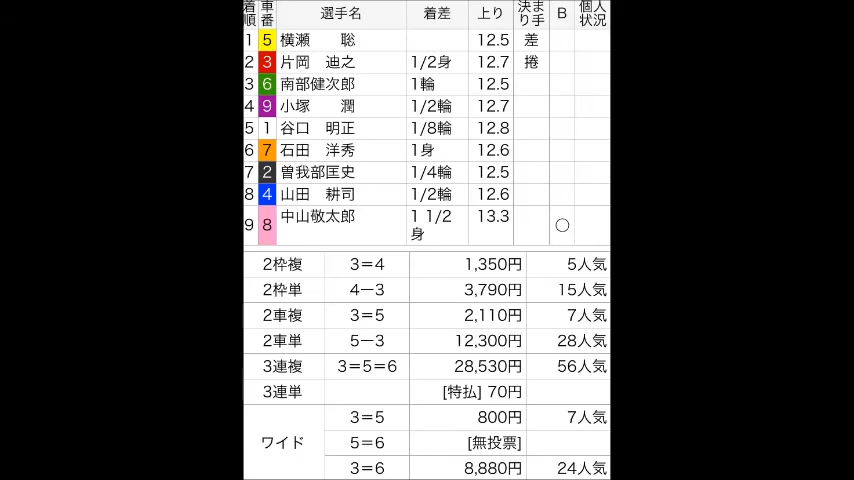 着順 車番 選手名 着差 上り 決まり手 B 個人状況
1 5 横瀬 聡 12.5 差
2 3 片岡 迪之 1/2身 12.7 捲
3 6 南部健次郎 1輪 12.5
4 9 小塚 潤 1/2輪 12.7
5 1 谷口 明正 1/8輪 12.8
6 7 石田 洋秀 1身 12.6
7 2 曽我部匡史 1/4輪 12.5
8 4 山田 耕司 1/2輪 12.6
9 8 中山敬太郎 1 1/2身 13.3 ○
2枠複 3＝4 1,350円 5人気
2枠単 4－3 3,790円 15人気
2車複 3＝5 2,110円 7人気
2車単 5－3 12,300円 28人気
3連複 3＝5＝6 28,530円 56人気
3連単 [特払] 70円
ワイド 3＝5 800円 7人気
5＝6 [無投票]
3＝6 8,880円 24人気